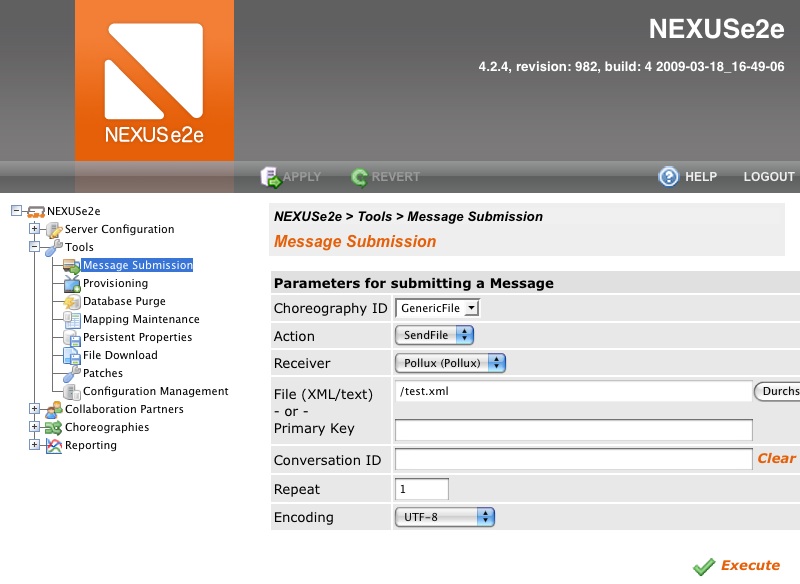 NEXUSe2e
4.2.4, revision: 982, build: 4 2009-03-18_16-49-06
NEXUSe2e
APPLY REVERT HELP LOGOUT
NEXUSe2e
Server Configuration
Tools
Message Submission
Provisioning
Database Purge
Mapping Maintenance
Persistent Properties
File Download
Patches
Configuration Management
Collaboration Partners
Choreographies
Reporting
NEXUSe2e > Tools > Message Submission
Message Submission
Parameters for submitting a Message
Choreography ID GenericFile
Action SendFile
Receiver Pollux (Pollux)
File (XML/text) /test.xml Durchs
- or -
Primary Key
Conversation ID Clear
Repeat 1
Encoding UTF-8
Execute